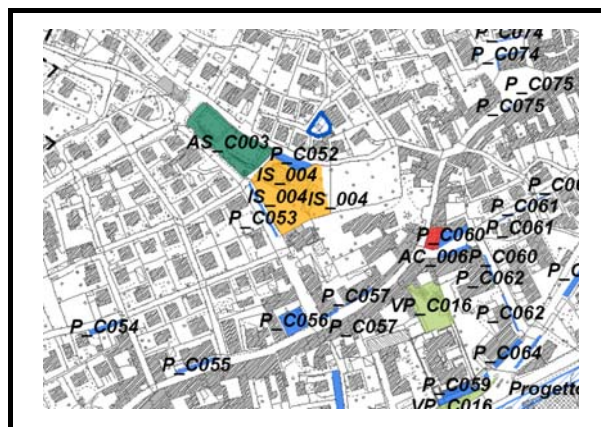 P_C074
P_C074
P_C075
P_C075
AS_C003
P_C052
IS_004
IS_004 IS_004
P_C053
P_C061
P_C061
P_C060
AC_006 P_C060
P_C062
P_C057
VP_C016
P_C056
P_C057
P_C062
P_C054
P_C064
P_C055
P_C059
Progetto
VP_C016